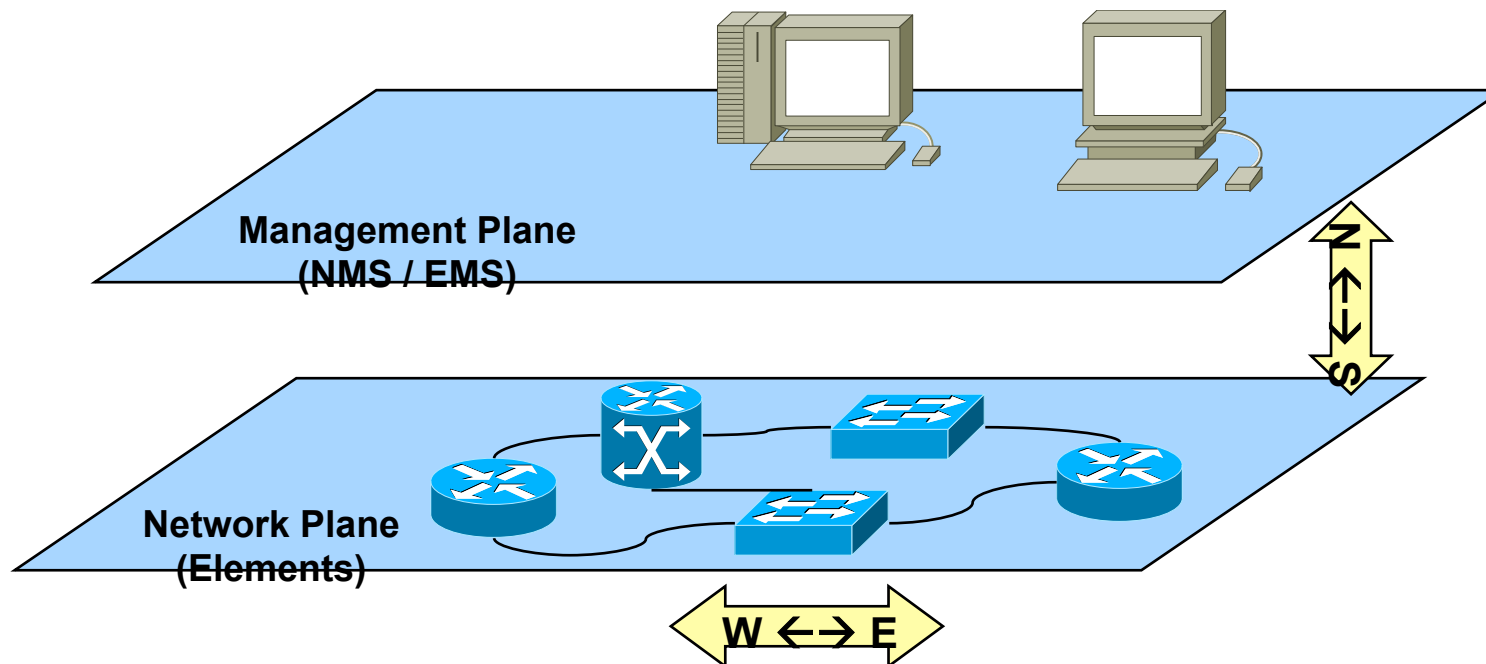 Management Plane
(NMS / EMS)
N ←→ S
Network Plane
(Elements)
W ←→ E